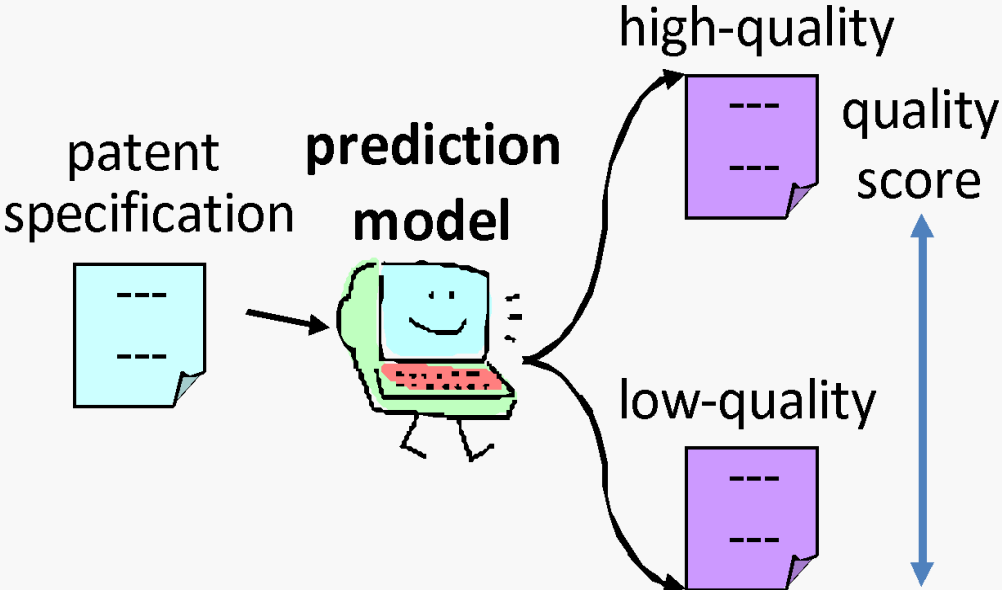 patent
specification
---
---
prediction
model
high-quality
---
---
quality
score
low-quality
---
---